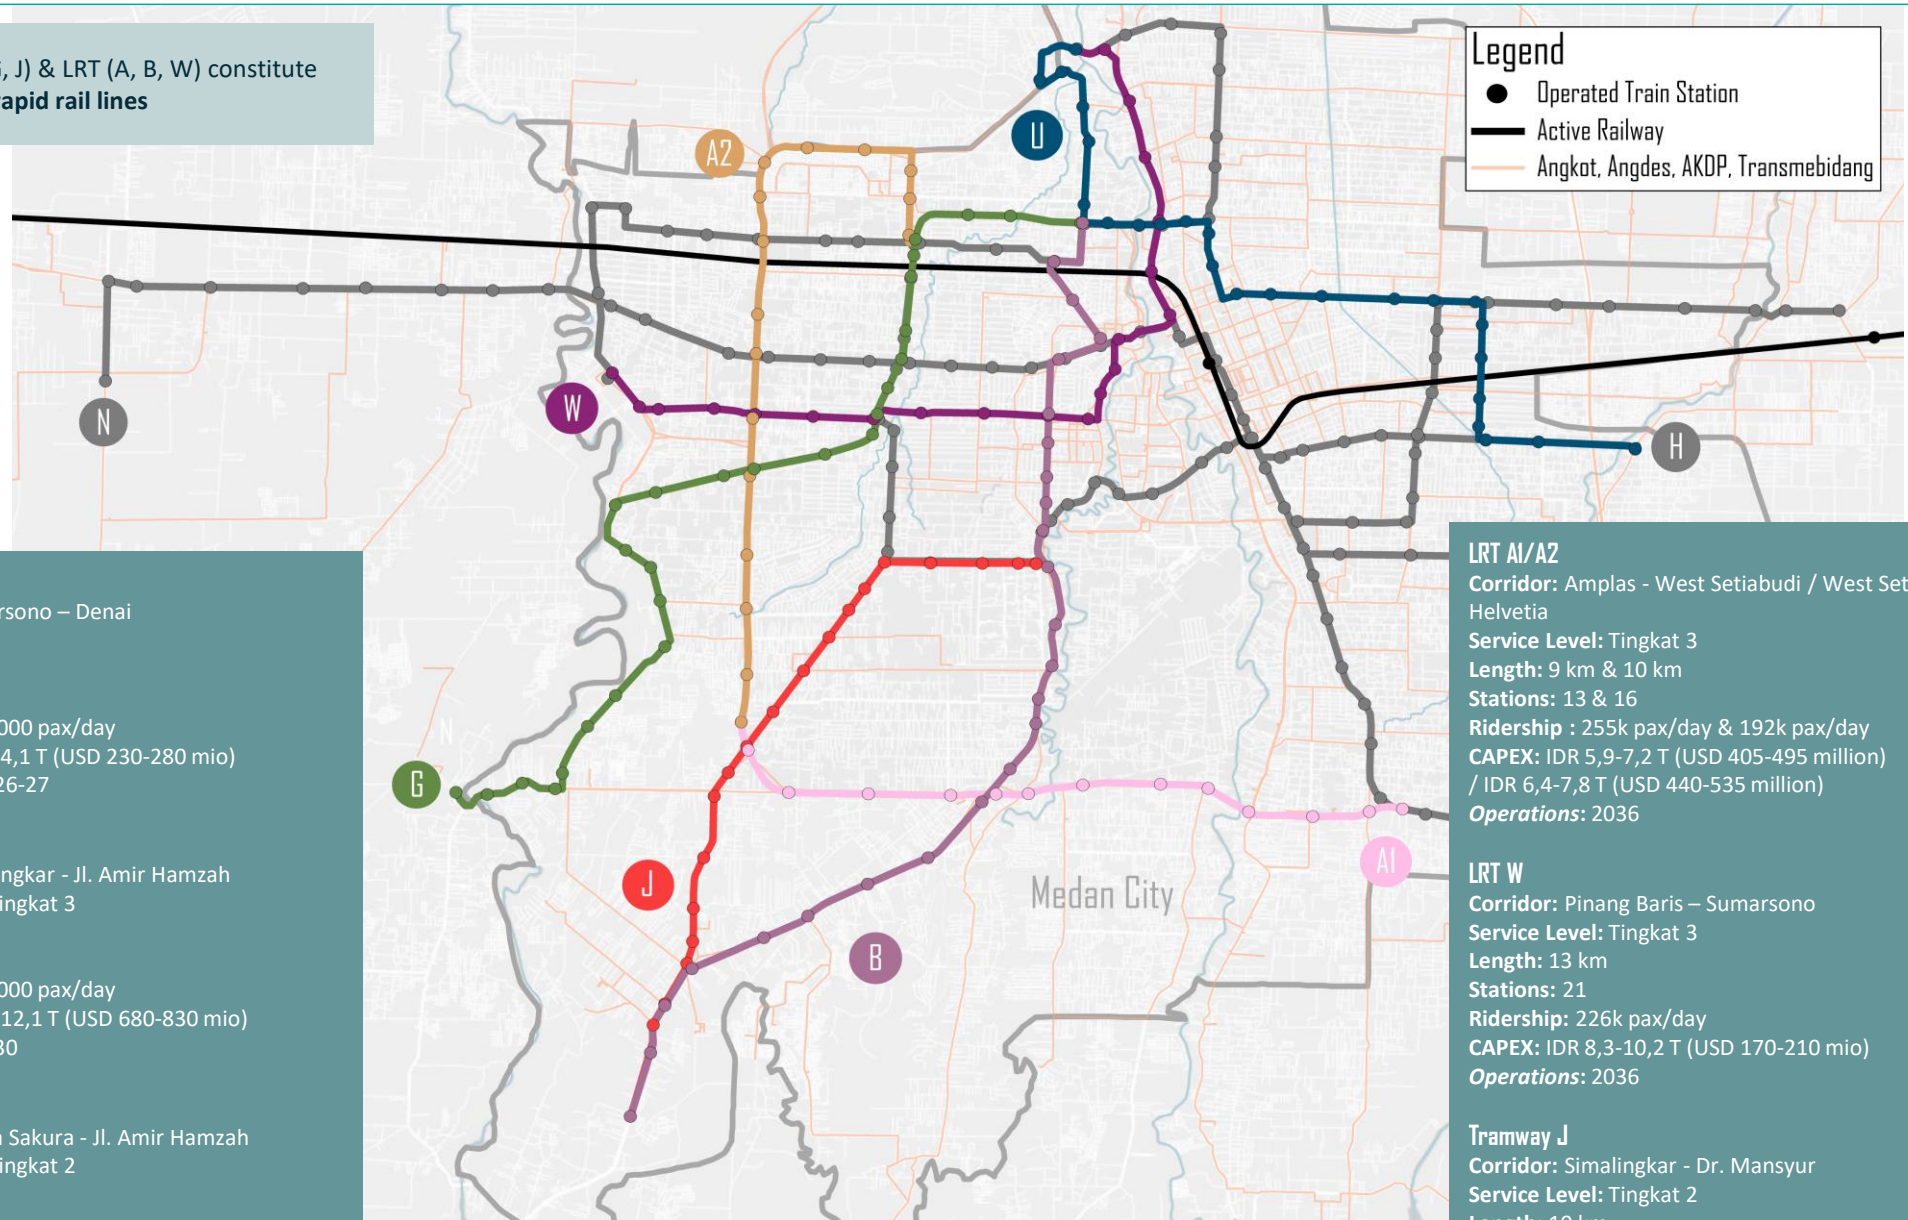 , J) & LRT (A, B, W) constitute
rapid rail lines
Legend
Operated Train Station
Active Railway
Angkot, Angdes, AKDP, Transmebidang
A2
U
N
W
H
G
J
B
A1
N
Medan City
rsono – Denai
000 pax/day
4,1 T (USD 230-280 mio)
26-27
ngkar - Jl. Amir Hamzah
ingkat 3
000 pax/day
12,1 T (USD 680-830 mio)
30
Sakura - Jl. Amir Hamzah
ingkat 2
LRT A1/A2
Corridor: Amplas - West Setiabudi / West Set
Helvetia
Service Level: Tingkat 3
Length: 9 km & 10 km
Stations: 13 & 16
Ridership : 255k pax/day & 192k pax/day
CAPEX: IDR 5,9-7,2 T (USD 405-495 million)
/ IDR 6,4-7,8 T (USD 440-535 million)
Operations: 2036
LRT W
Corridor: Pinang Baris – Sumarsono
Service Level: Tingkat 3
Length: 13 km
Stations: 21
Ridership: 226k pax/day
CAPEX: IDR 8,3-10,2 T (USD 170-210 mio)
Operations: 2036
Tramway J
Corridor: Simalingkar - Dr. Mansyur
Service Level: Tingkat 2